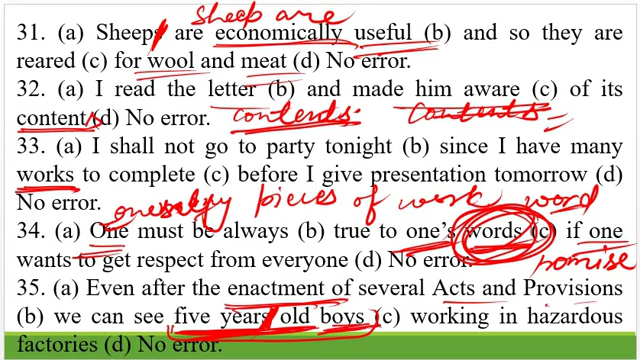 sheep are
31. (a) Sheeps are economically useful (b) and so they are
reared (c) for wool and meat (d) No error.
32. (a) I read the letter (b) and made him aware (c) of its
content (d) No error. contends. contents
33. (a) I shall not go to party tonight (b) since I have many
works to complete (c) before I give presentation tomorrow (d)
No error. pieces of work word
34. (a) One must be always (b) true to one's words (c) if one
wants to get respect from everyone (d) No error. promise
35. (a) Even after the enactment of several Acts and Provisions
(b) we can see five years old boys (c) working in hazardous
factories (d) No error.